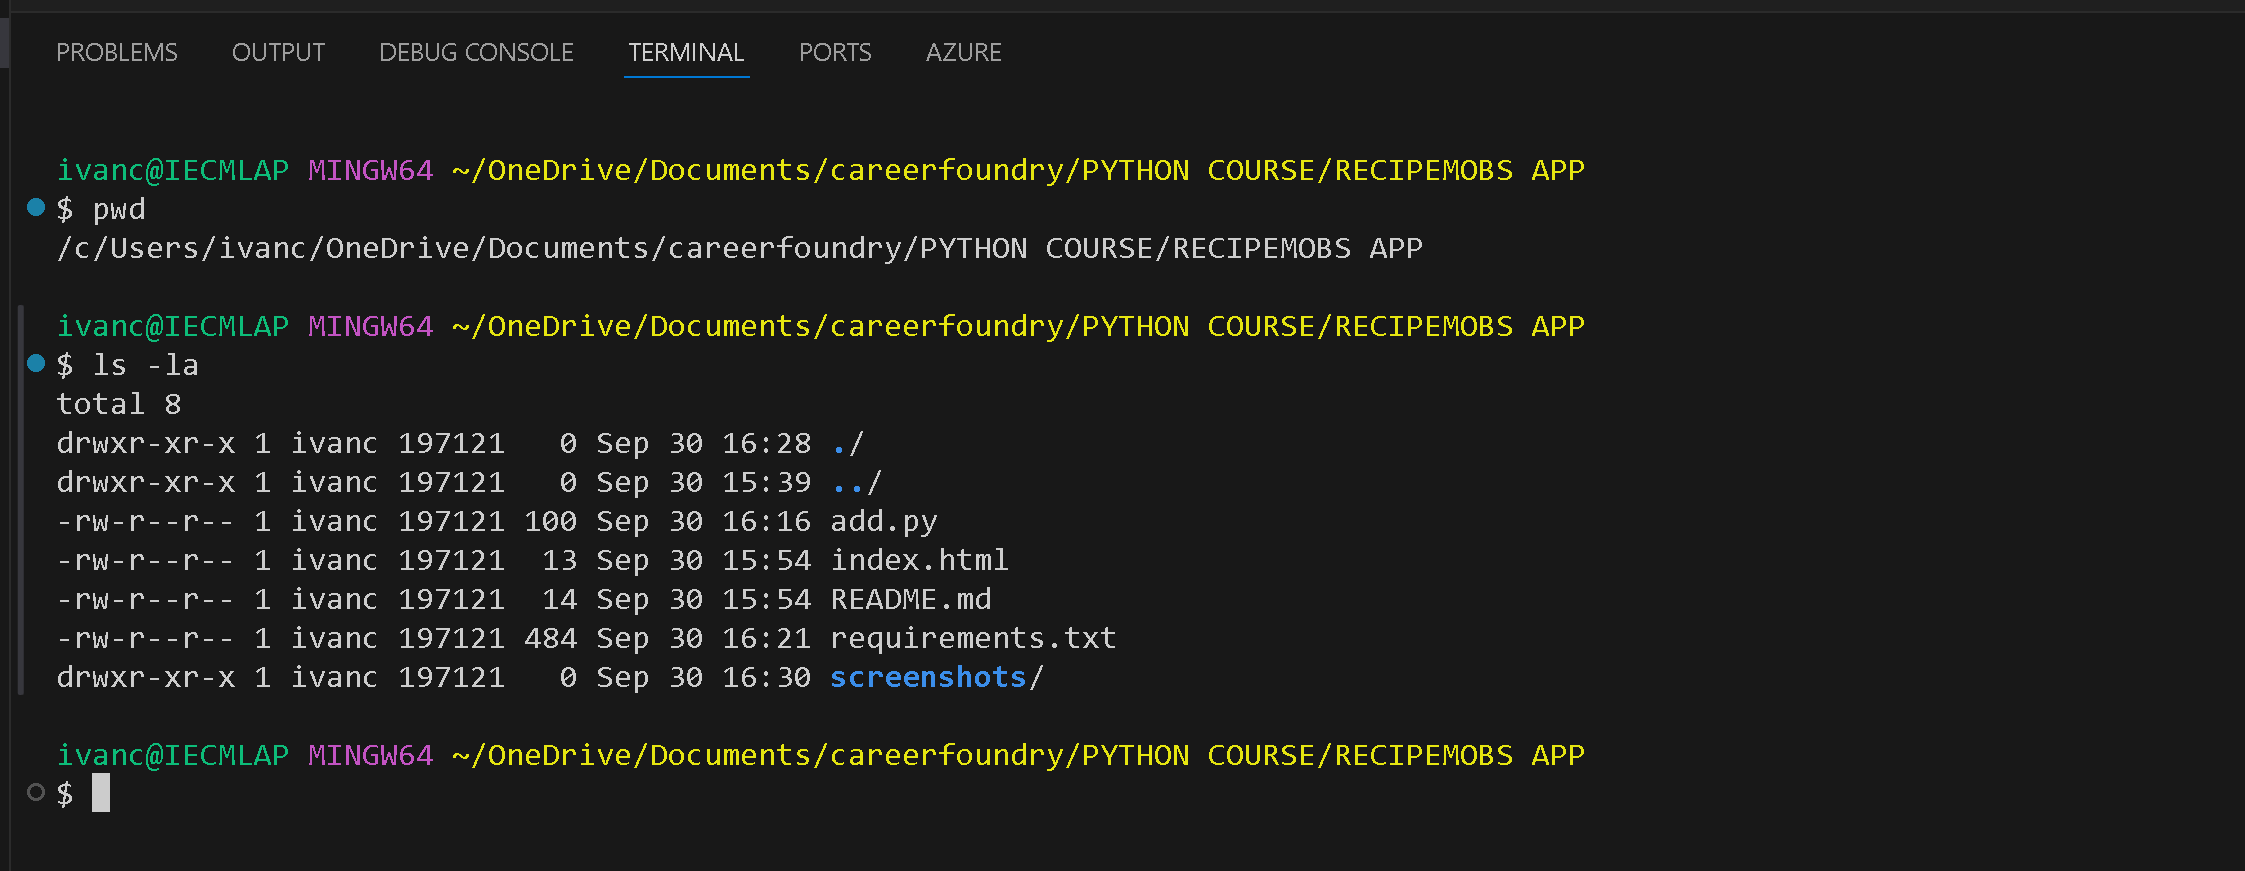 PROBLEMS OUTPUT DEBUG CONSOLE TERMINAL PORTS AZURE
ivanc@IECMLAP MINGW64 ~/OneDrive/Documents/careerfoundry/PYTHON COURSE/RECIPEMOBS APP
$ pwd
/c/Users/ivanc/OneDrive/Documents/careerfoundry/PYTHON COURSE/RECIPEMOBS APP
ivanc@IECMLAP MINGW64 ~/OneDrive/Documents/careerfoundry/PYTHON COURSE/RECIPEMOBS APP
$ ls -la
total 8
drwxr-xr-x 1 ivanc 197121   0 Sep 30 16:28 ./
drwxr-xr-x 1 ivanc 197121   0 Sep 30 15:39 ../
-rw-r--r-- 1 ivanc 197121 100 Sep 30 16:16 add.py
-rw-r--r-- 1 ivanc 197121  13 Sep 30 15:54 index.html
-rw-r--r-- 1 ivanc 197121  14 Sep 30 15:54 README.md
-rw-r--r-- 1 ivanc 197121 484 Sep 30 16:21 requirements.txt
drwxr-xr-x 1 ivanc 197121   0 Sep 30 16:30 screenshots/
ivanc@IECMLAP MINGW64 ~/OneDrive/Documents/careerfoundry/PYTHON COURSE/RECIPEMOBS APP
$